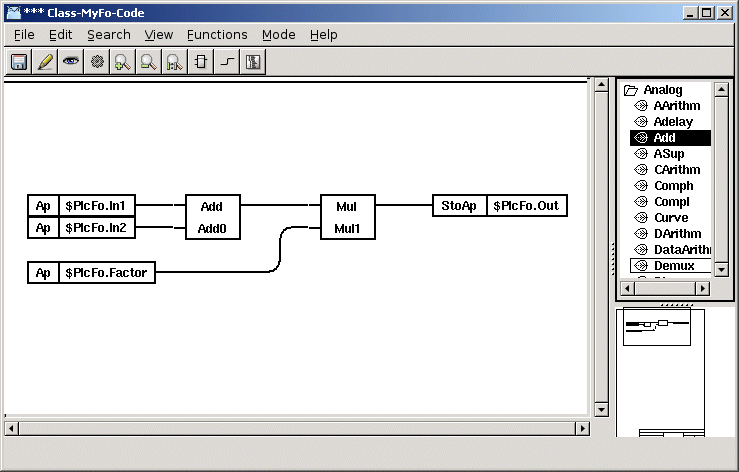 *** Class-MyFo-Code
File Edit Search View Functions Mode Help
Analog
AArithm
Adelay
Add
ASup
CArithm
Comph
Compl
Curve
DArithm
DataArithm
Demux
Ap $PlcFo.In1
Ap $PlcFo.In2
Add
Add0
Mul
Mul1
StoAp $PlcFo.Out
Ap $PlcFo.Factor